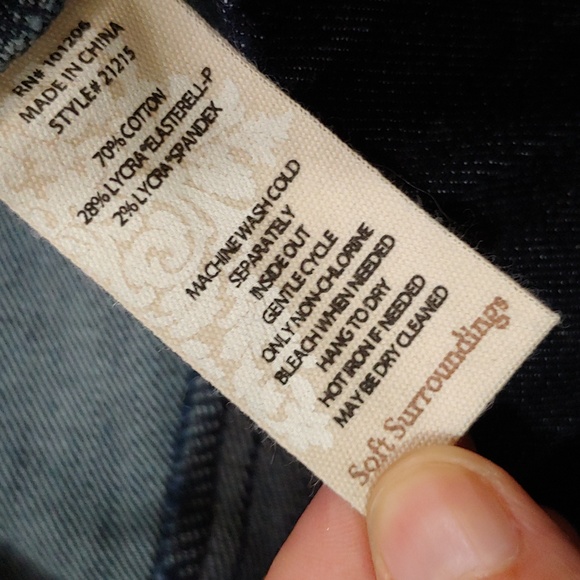 RN# 101206
MADE IN CHINA
STYLE# 21215
70% COTTON
28% LYCRA®ELASTERELL-P
2% LYCRA®SPANDEX
MACHINE WASH COLD
SEPARATELY
INSIDE OUT
GENTLE CYCLE
ONLY NON-CHLORINE
BLEACH WHEN NEEDED
HANG TO DRY
HOT IRON IF NEEDED
MAY BE DRY CLEANED
Soft Surroundings